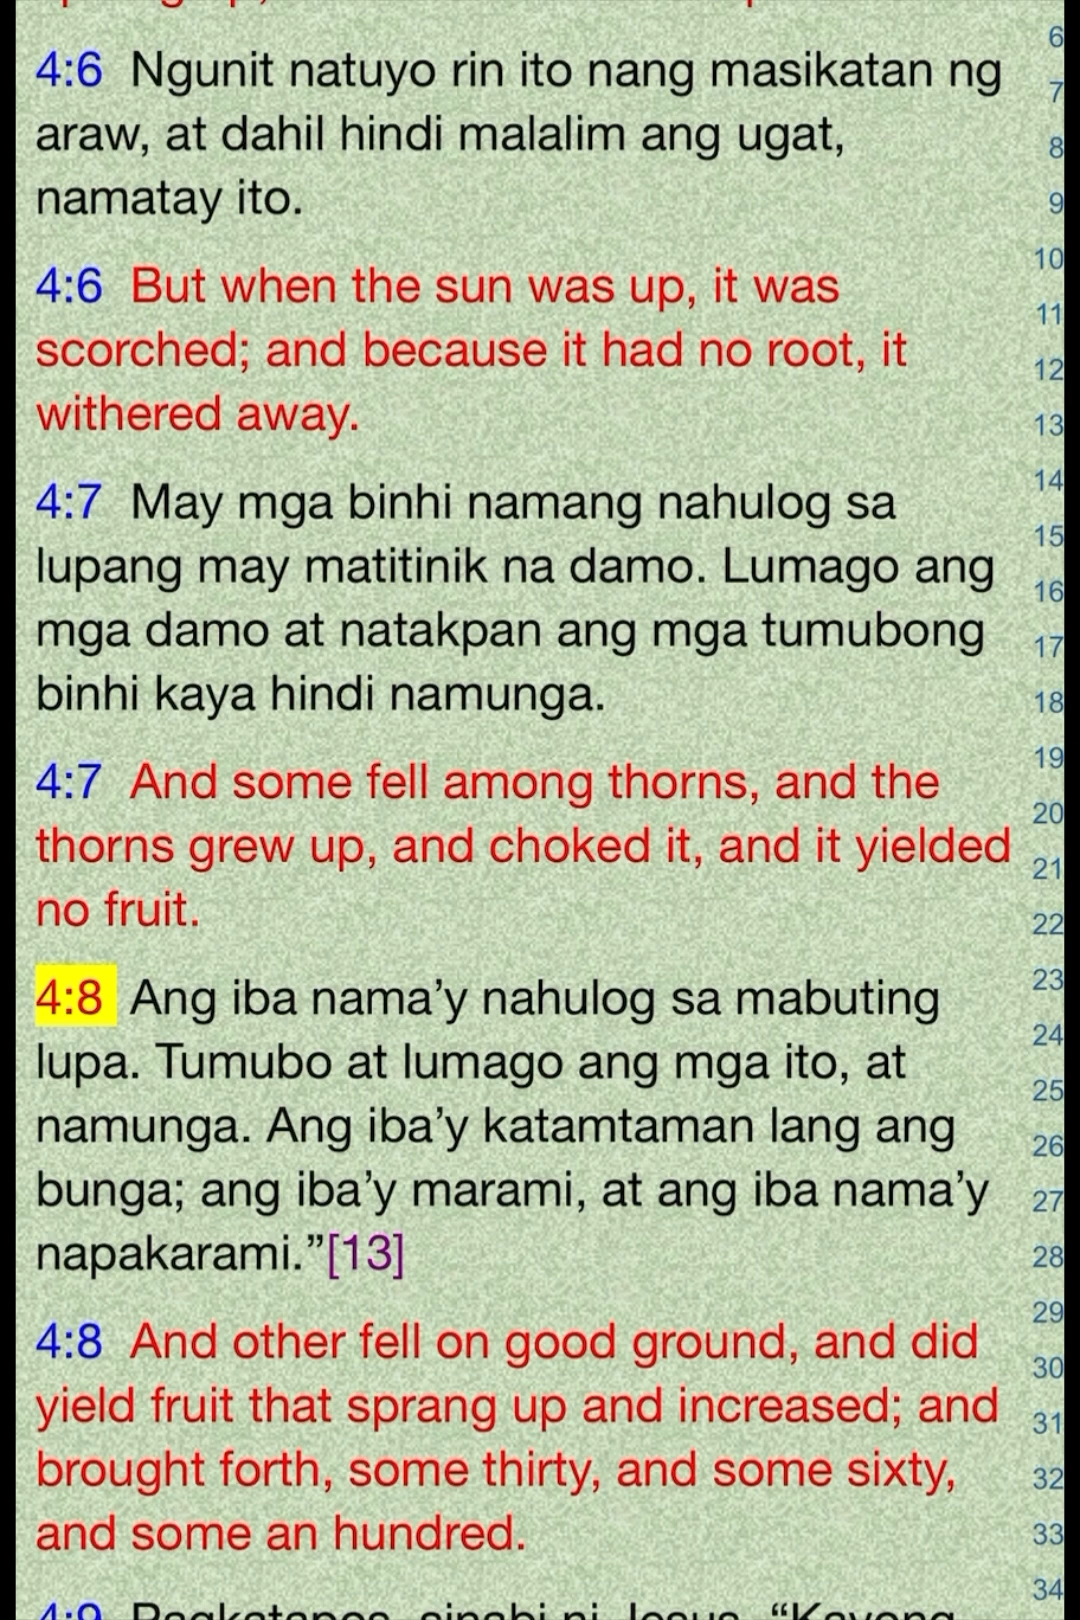 4:6 Ngunit natuyo rin ito nang masikatan ng
araw, at dahil hindi malalim ang ugat,
namatay ito.
4:6 But when the sun was up, it was
scorched; and because it had no root, it
withered away.
4:7 May mga binhi namang nahulog sa
lupang may matitinik na damo. Lumago ang
mga damo at natakpan ang mga tumubong
binhi kaya hindi namunga.
4:7 And some fell among thorns, and the
thorns grew up, and choked it, and it yielded
no fruit.
4:8 Ang iba nama’y nahulog sa mabuting
lupa. Tumubo at lumago ang mga ito, at
namunga. Ang iba’y katamtaman lang ang
bunga; ang iba’y marami, at ang iba nama’y
napakarami.”[13]
4:8 And other fell on good ground, and did
yield fruit that sprang up and increased; and
brought forth, some thirty, and some sixty,
and some an hundred.
4:9 Pagkatapos, sinabi ni Jesus, “Kayong
6
7
8
9
10
11
12
13
14
15
16
17
18
19
20
21
22
23
24
25
26
27
28
29
30
31
32
33
34